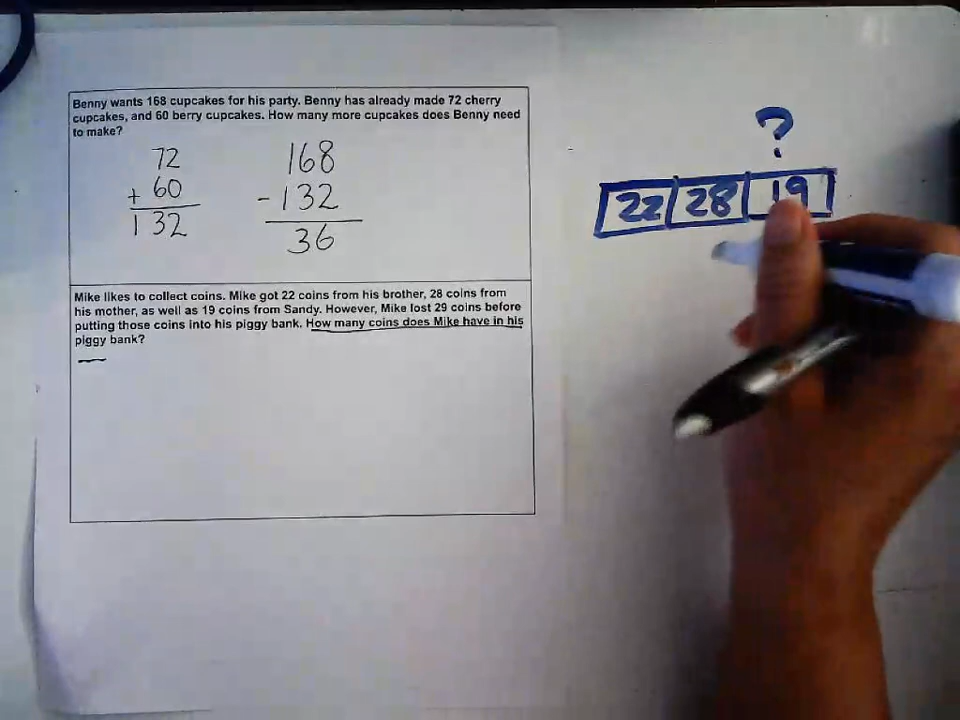 Benny wants 168 cupcakes for his party. Benny has already made 72 cherry
cupcakes, and 60 berry cupcakes. How many more cupcakes does Benny need
to make?
72
+ 60
132
168
- 132
36
Mike likes to collect coins. Mike got 22 coins from his brother, 28 coins from
his mother, as well as 19 coins from Sandy. However, Mike lost 29 coins before
putting those coins into his piggy bank. How many coins does Mike have in his
piggy bank?
?
22 28 19